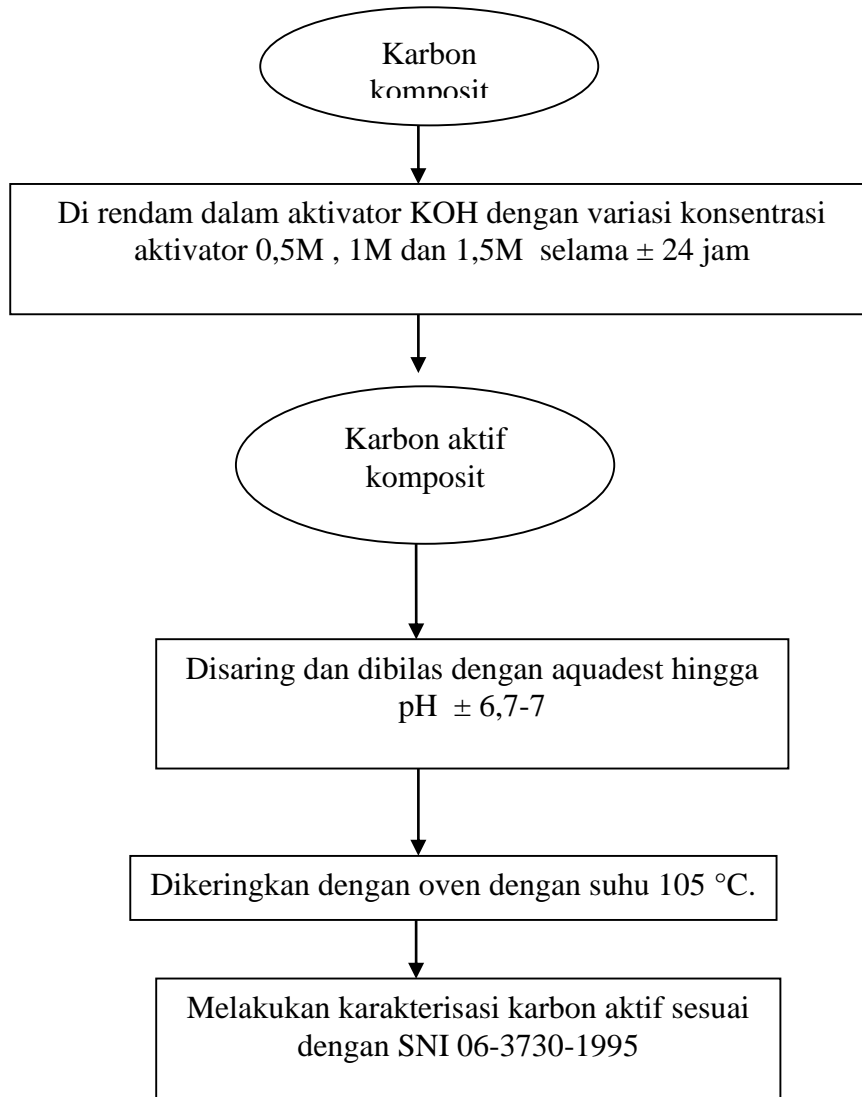 Karbon
komposit
Di rendam dalam aktivator KOH dengan variasi konsentrasi
aktivator 0,5M , 1M dan 1,5M  selama ± 24 jam
Karbon aktif
komposit
Disaring dan dibilas dengan aquadest hingga
pH  ± 6,7-7
Dikeringkan dengan oven dengan suhu 105 °C.
Melakukan karakterisasi karbon aktif sesuai
dengan SNI 06-3730-1995